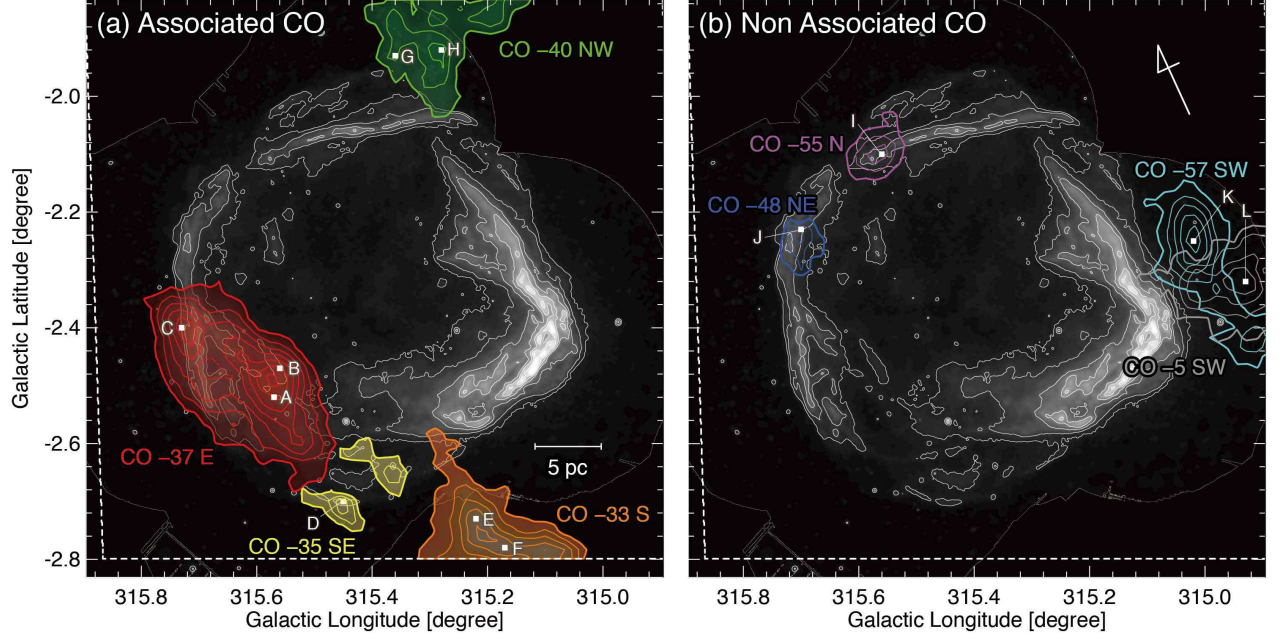 (a) Associated CO
G
H
CO −40 NW
-2.0
-2.2
-2.4
-2.6
-2.8
Galactic Latitude [degree]
C
B
A
CO −37 E
5 pc
D
CO −35 SE
E
F
CO −33 S
315.8
315.6
315.4
315.2
315.0
Galactic Longitude [degree]
(b) Non Associated CO
I
CO −55 N
CO −57 SW
K
L
CO −48 NE
J
CO −5 SW
315.8
315.6
315.4
315.2
315.0
Galactic Longitude [degree]